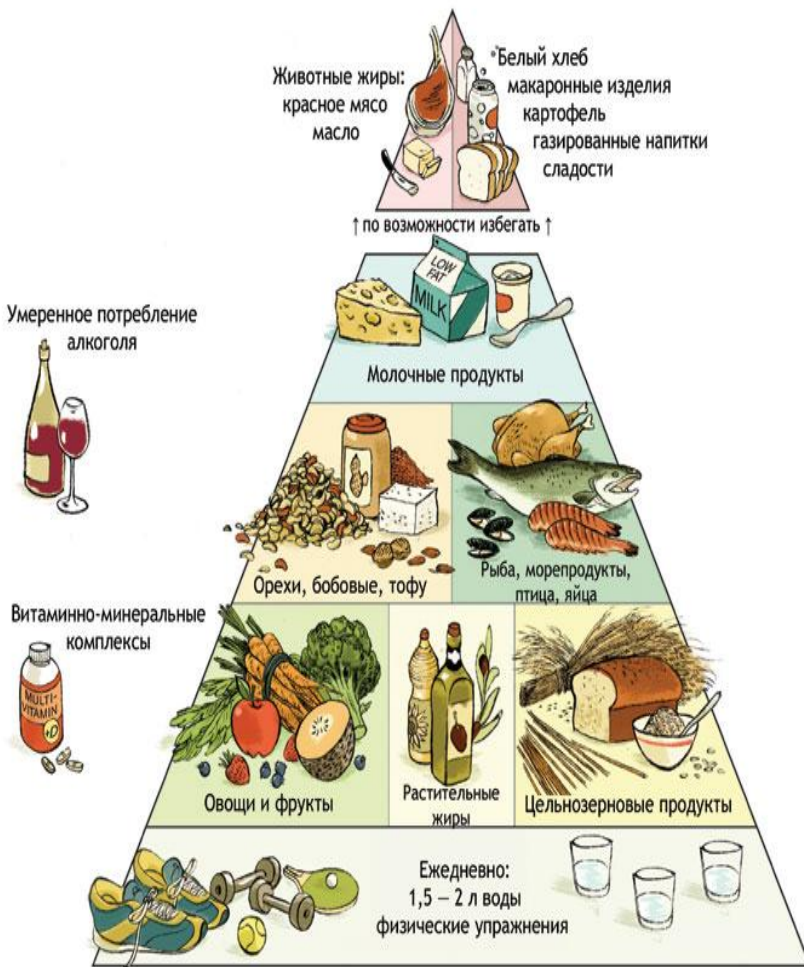 Животные жиры:
красное мясо
масло
*Белый хлеб
макаронные изделия
картофель
газированные напитки
сладости
↑ по возможности избегать ↑
LOW
FAT
MILK
Молочные продукты
Умеренное потребление
алкоголя
Орехи, бобовые, тофу
Рыба, морепродукты,
птица, яйца
Витаминно-минеральные
комплексы
MULTI-
VITAMIN
+D
Овощи и фрукты
Растительные
жиры
Цельнозерновые продукты
Ежедневно:
1,5 – 2 л воды
физические упражнения